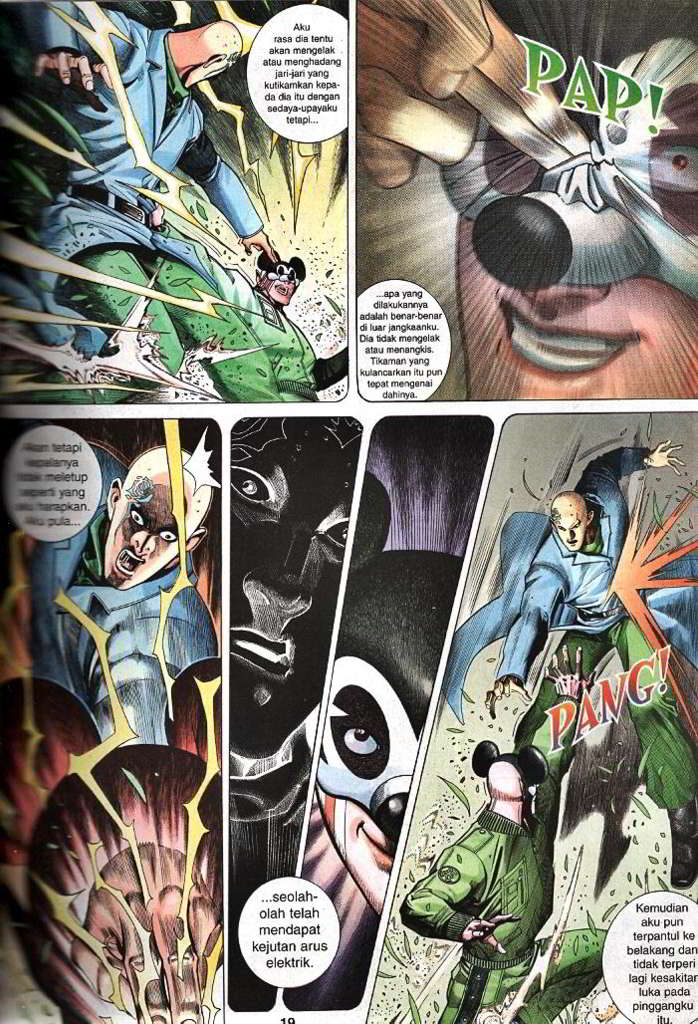 Aku
rasa dia tentu
akan mengelak
atau menghadang
jari-jari yang
kutikamkan kepa-
da dia itu dengan
sedaya-upayaku
tetapi...
PAP!
...apa yang
dilakukannya
adalah benar-benar
di luar jangkaanku.
Dia tidak mengelak
atau menangkis.
Tikaman yang
kulancarkan itu pun
tepat mengenai
dahinya.
Akan tetapi
kepalanya
tidak meletup
seperti yang
aku harapkan.
Aku pula...
...seolah-
olah telah
mendapat
kejutan arus
elektrik.
PANG!
Kemudian
aku pun
terpantul ke
belakang dan
tidak terperi
lagi kesakitan
luka pada
pinggangku
itu.
19